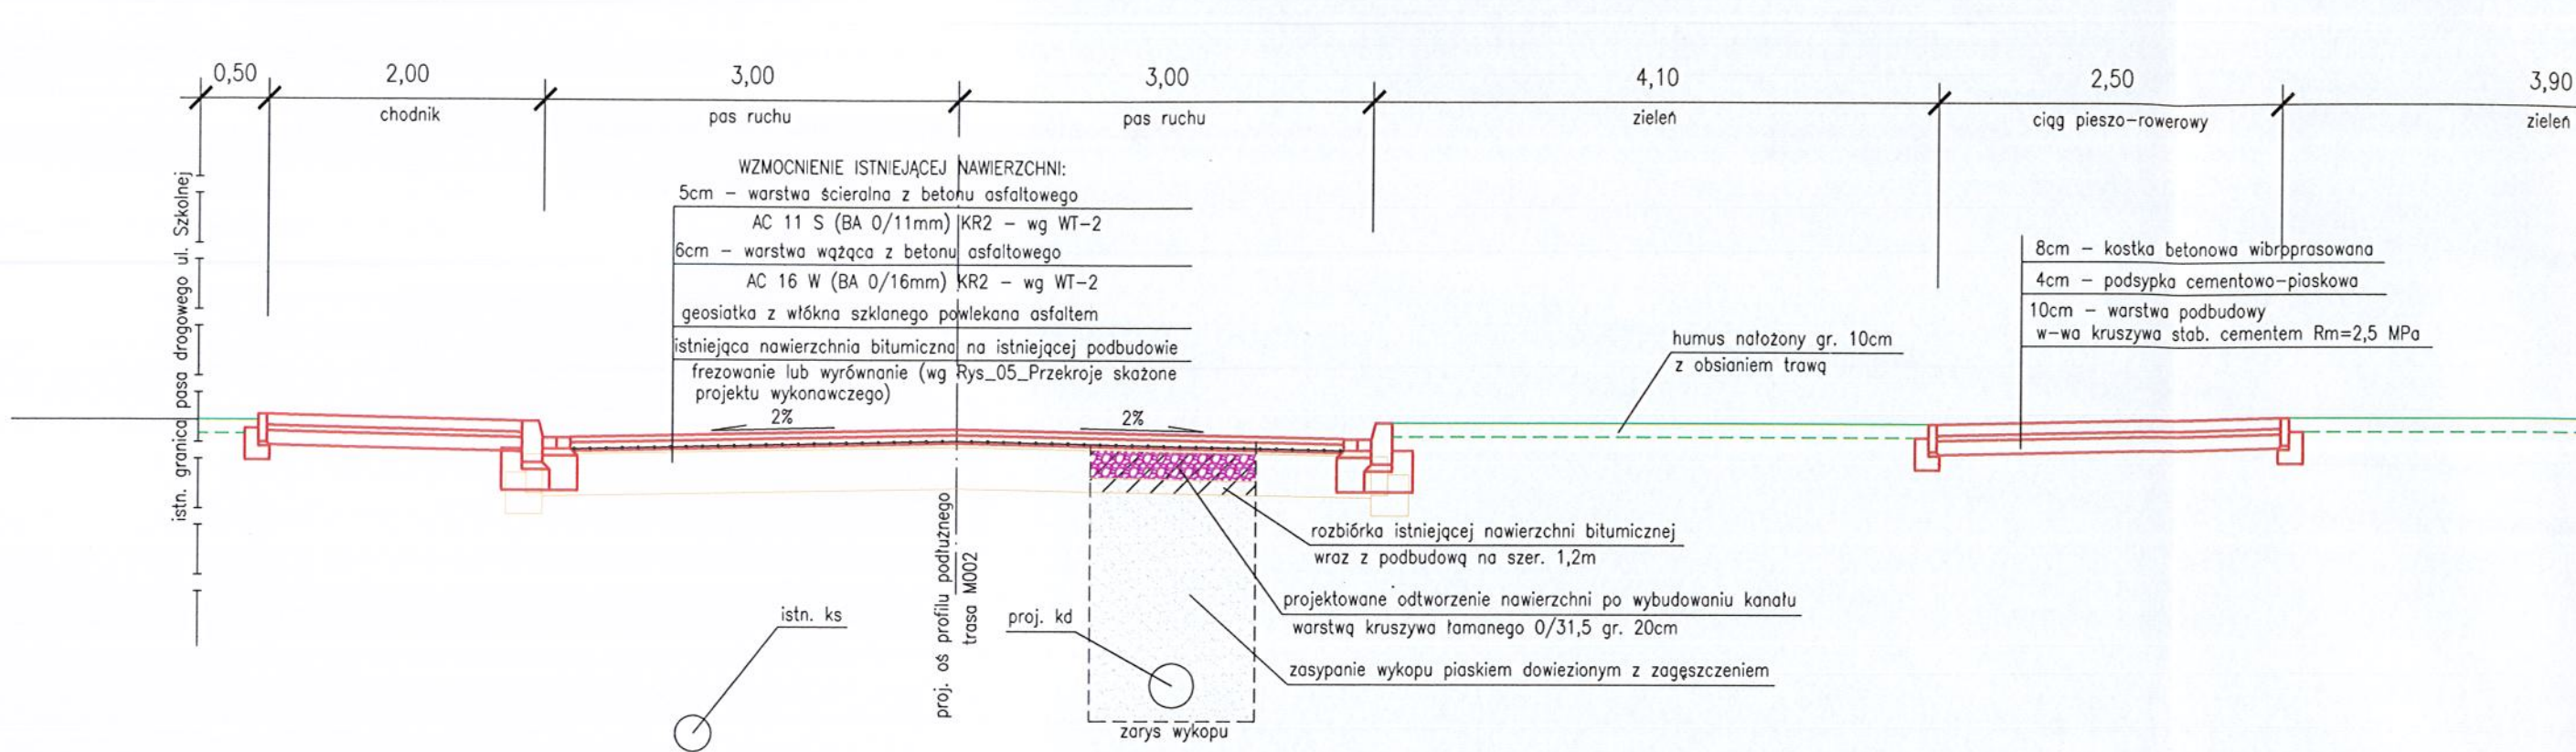 0,50
2,00
3,00
3,00
4,10
2,50
3,90
chodnik
pas ruchu
pas ruchu
zieleń
ciąg pieszo-rowerowy
zieleń
istn. granica pasa drogowego ul. Szkolnej
WZMOCNIENIE ISTNIEJĄCEJ NAWIERZCHNI:
5cm – warstwa ścieralna z betonu asfaltowego
AC 11 S (BA 0/11mm) KR2 – wg WT-2
6cm – warstwa wążąca z betonu asfaltowego
AC 16 W (BA 0/16mm) KR2 – wg WT-2
geosiatka z włókna szklanego powlekana asfaltem
istniejąca nawierzchnia bitumiczna na istniejącej podbudowie
frezowanie lub wyrównanie (wg Rys_05_Przekroje skażone
projektu wykonawczego)
2%
2%
8cm – kostka betonowa wibroprasowana
4cm – podsypka cementowo-piaskowa
10cm – warstwa podbudowy
w-wa kruszywa stab. cementem Rm=2,5 MPa
humus nałożony gr. 10cm
z obsianiem trawą
rozbiórka istniejącej nawierzchni bitumicznej
wraz z podbudową na szer. 1,2m
projektowane odtworzenie nawierzchni po wybudowaniu kanału
warstwą kruszywa łamanego 0/31,5 gr. 20cm
zasypanie wykopu piaskiem dowiezionym z zagęszczeniem
istn. ks
proj. oś profilu podłużnego
trasa M002
proj. kd
zarys wykopu